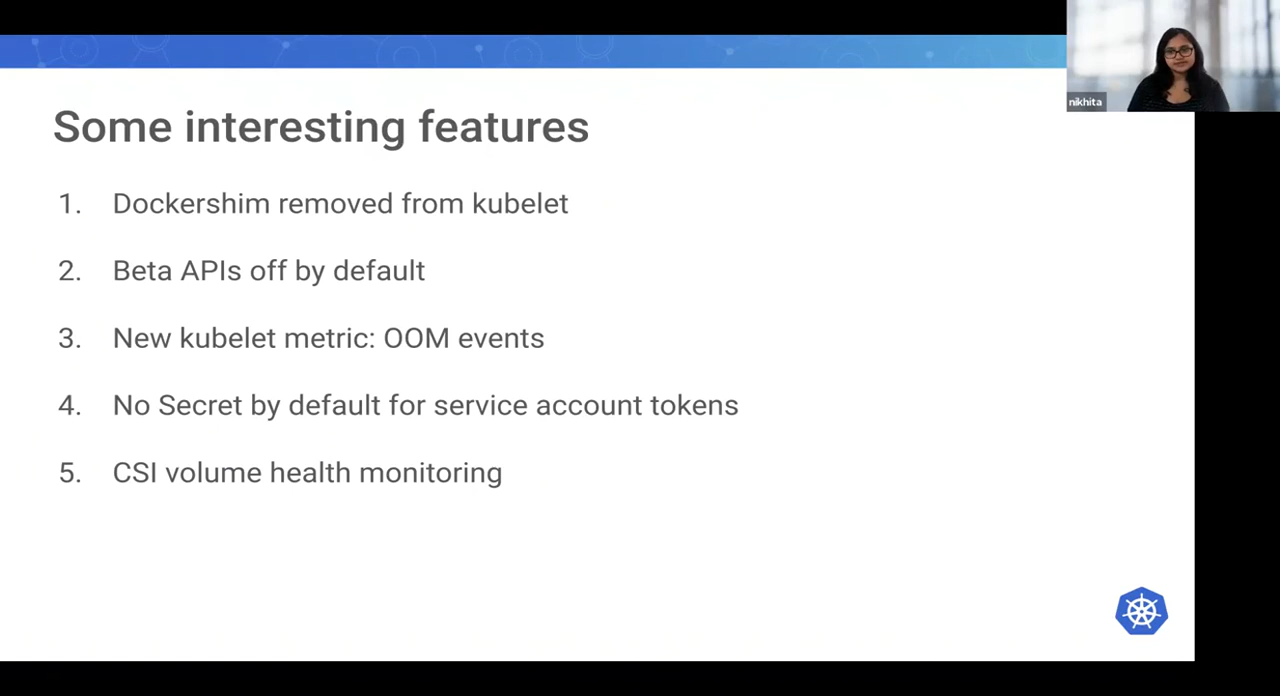 nikhita
Some interesting features
1. Dockershim removed from kubelet
2. Beta APIs off by default
3. New kubelet metric: OOM events
4. No Secret by default for service account tokens
5. CSI volume health monitoring